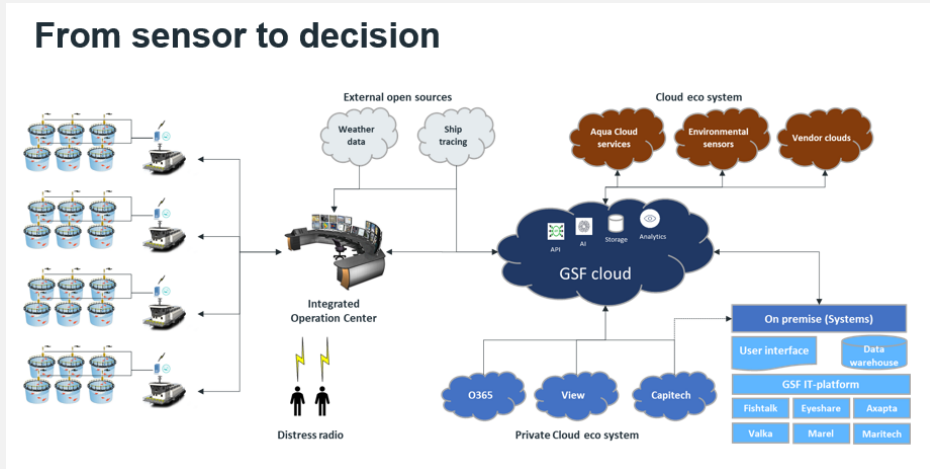 From sensor to decision
External open sources
Cloud eco system
Weather
data
Ship
tracing
Aqua Cloud
services
Environmental
sensors
Vendor clouds
API
AI
Storage
Analytics
GSF cloud
Integrated
Operation Center
On premise (Systems)
User interface
Data
warehouse
GSF IT-platform
Fishtalk
Eyeshare
Axapta
Valka
Marel
Maritech
O365
View
Capitech
Distress radio
Private Cloud eco system